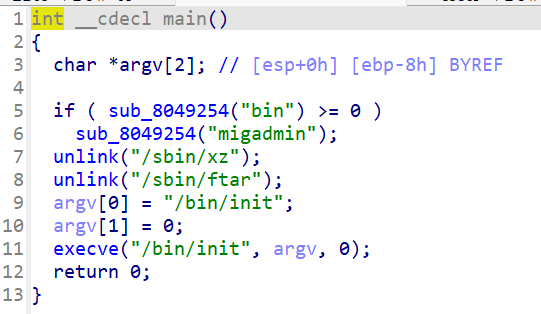 1 int __cdecl main()
2 {
3   char *argv[2]; // [esp+0h] [ebp-8h] BYREF
4
5   if ( sub_8049254("bin") >= 0 )
6     sub_8049254("migadmin");
7   unlink("/sbin/xz");
8   unlink("/sbin/ftar");
9   argv[0] = "/bin/init";
10   argv[1] = 0;
11   execve("/bin/init", argv, 0);
12   return 0;
13 }